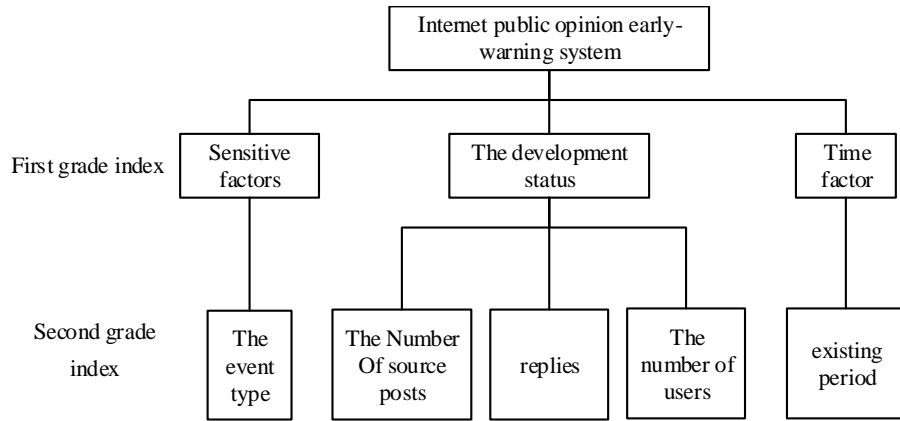 Internet public opinion early-
warning system
First grade index
Sensitive
factors
The development
status
Time
factor
Second grade
index
The
event
type
The Number
Of source
posts
replies
The
number of
users
existing
period